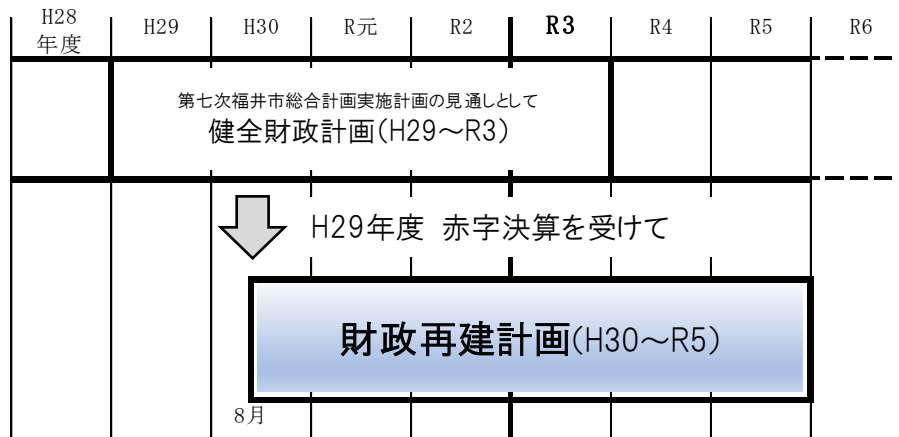 H28
年度
H29
H30
R元
R2
R3
R4
R5
R6
第七次福井市総合計画実施計画の見通しとして
健全財政計画(H29～R3)
H29年度 赤字決算を受けて
財政再建計画(H30～R5)
8月